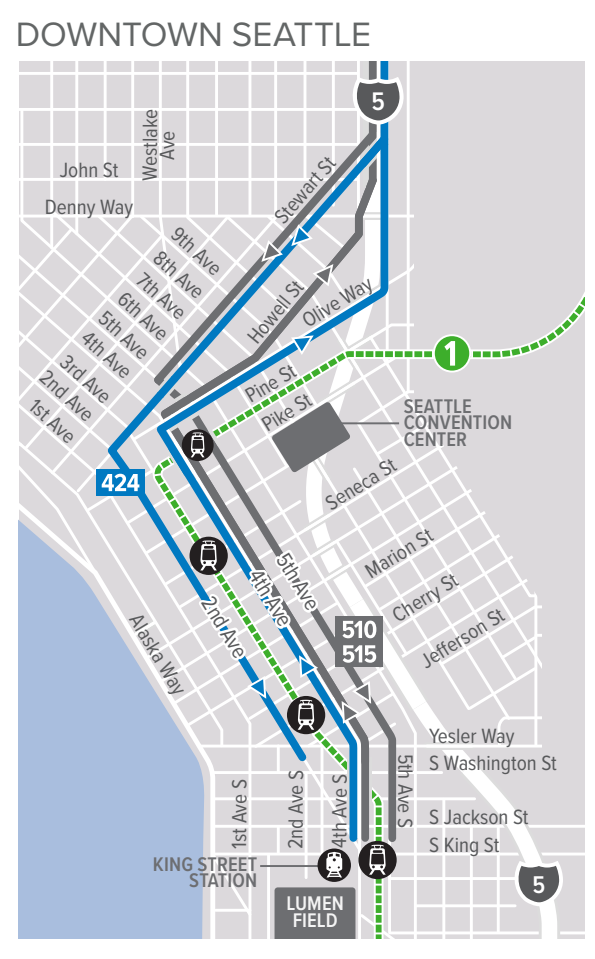 DOWNTOWN SEATTLE
5
Westlake
Ave
John St
Denny Way
Stewart St
9th Ave
8th Ave
7th Ave
6th Ave
5th Ave
4th Ave
3rd Ave
2nd Ave
1st Ave
Howell St
Olive Way
1
Pine St
Pike St
SEATTLE
CONVENTION
CENTER
424
Seneca St
Marion St
Cherry St
Jefferson St
5th Ave
4th Ave
2nd Ave
510
515
Alaska Way
Yesler Way
S Washington St
1st Ave S
2nd Ave S
4th Ave S
5th Ave S
S Jackson St
S King St
KING STREET
STATION
5
LUMEN
FIELD